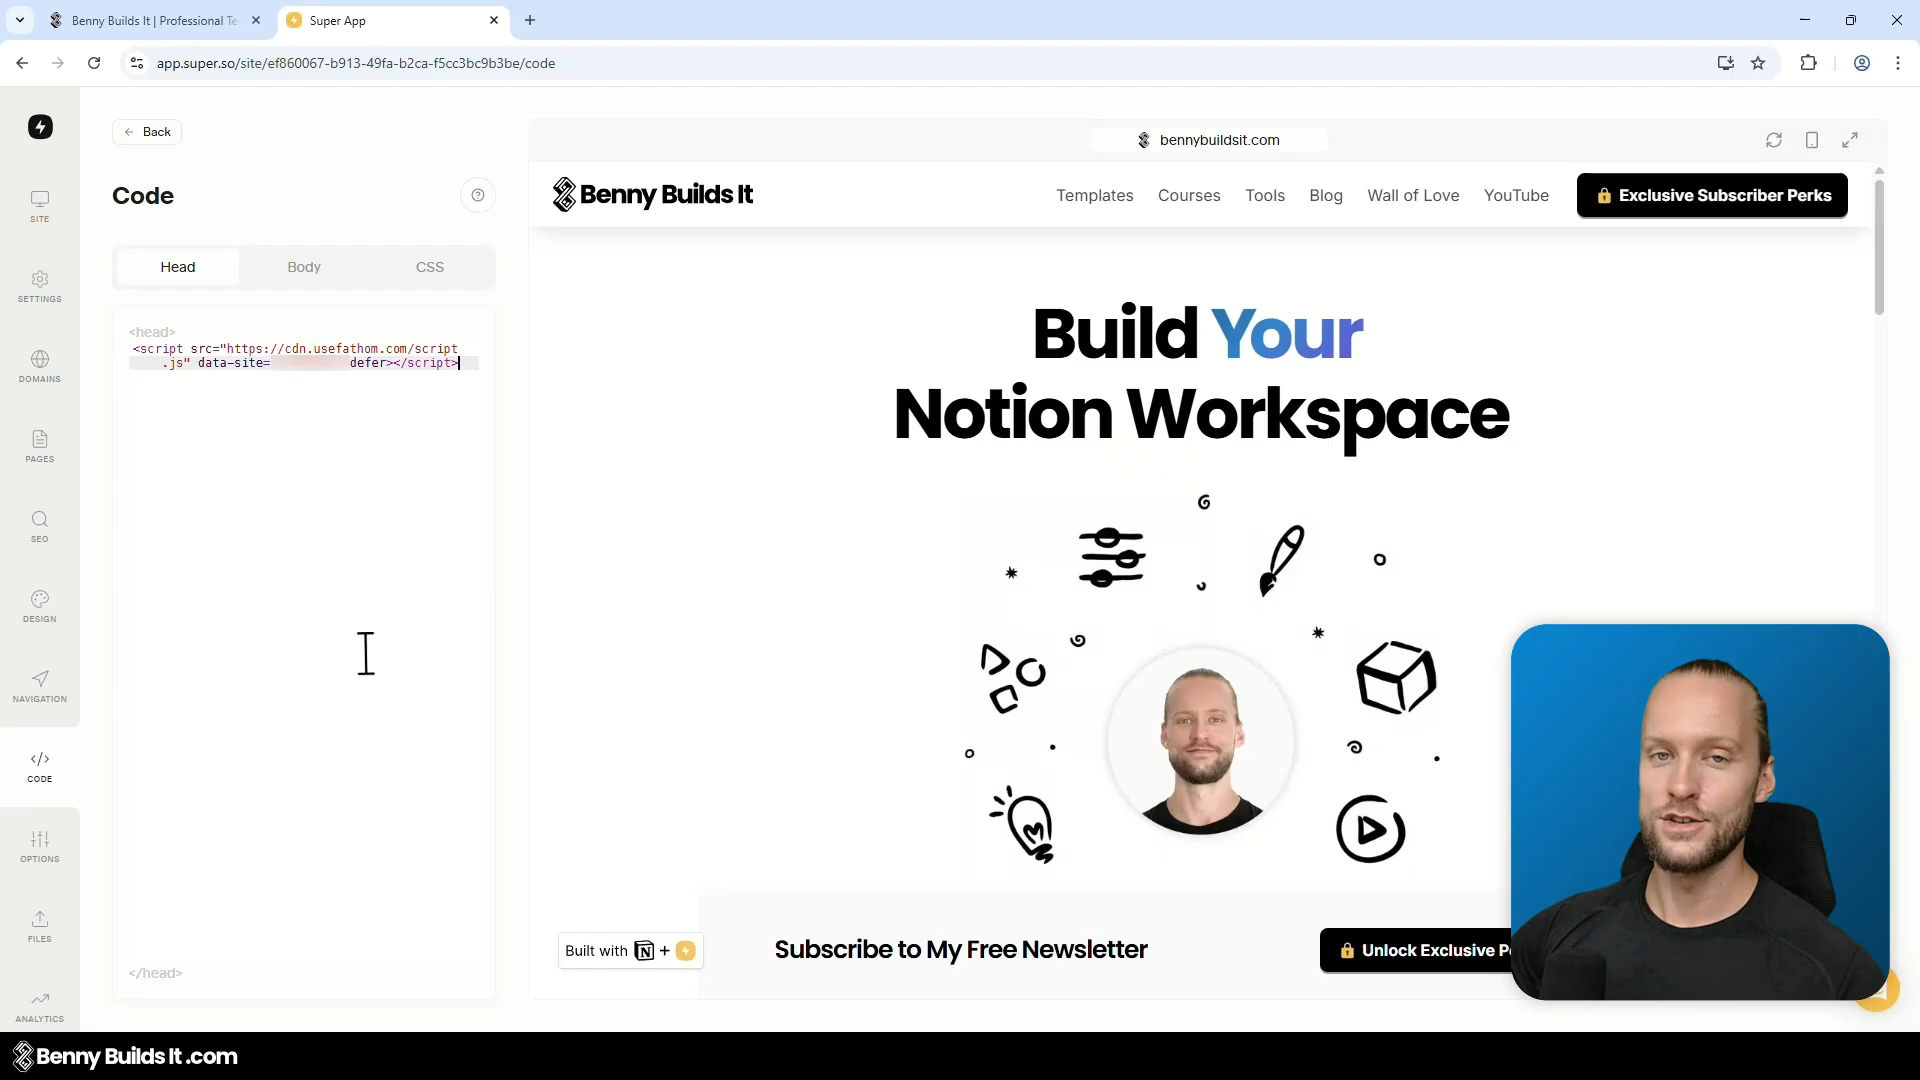 Benny Builds It | Professional Te
Super App
app.super.so/site/ef860067-b913-49fa-b2ca-f5cc3bc9b3be/code
Back
Code
Head
Body
CSS
<head>
<script src="https://cdn.usefathom.com/script
.js" data-site= defer></script>
</head>
SITE
SETTINGS
DOMAINS
PAGES
SEO
DESIGN
NAVIGATION
CODE
OPTIONS
FILES
ANALYTICS
bennybuildsit.com
Benny Builds It
Templates
Courses
Tools
Blog
Wall of Love
YouTube
Exclusive Subscriber Perks
Build Your
Notion Workspace
Built with N +
Subscribe to My Free Newsletter
Unlock Exclusive P
Benny Builds It .com